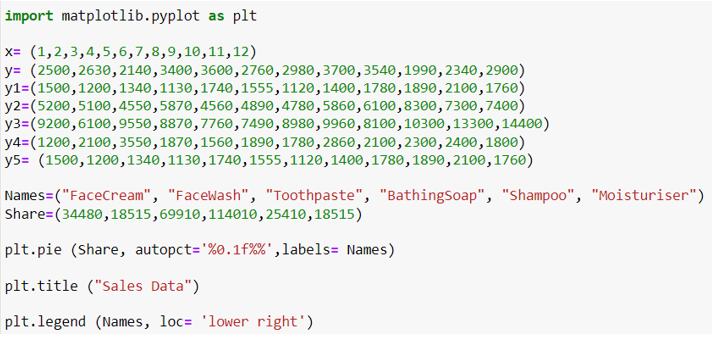 import matplotlib.pyplot as plt
x= (1,2,3,4,5,6,7,8,9,10,11,12)
y= (2500,2630,2140,3400,3600,2760,2980,3700,3540,1990,2340,2900)
y1=(1500,1200,1340,1130,1740,1555,1120,1400,1780,1890,2100,1760)
y2=(5200,5100,4550,5870,4560,4890,4780,5860,6100,8300,7300,7400)
y3=(9200,6100,9550,8870,7760,7490,8980,9960,8100,10300,13300,14400)
y4=(1200,2100,3550,1870,1560,1890,1780,2860,2100,2300,2400,1800)
y5= (1500,1200,1340,1130,1740,1555,1120,1400,1780,1890,2100,1760)
Names=("FaceCream", "FaceWash", "Toothpaste", "BathingSoap", "Shampoo", "Moisturiser")
Share=(34480,18515,69910,114010,25410,18515)
plt.pie (Share, autopct='%0.1f%%',labels= Names)
plt.title ("Sales Data")
plt.legend (Names, loc= 'lower right')